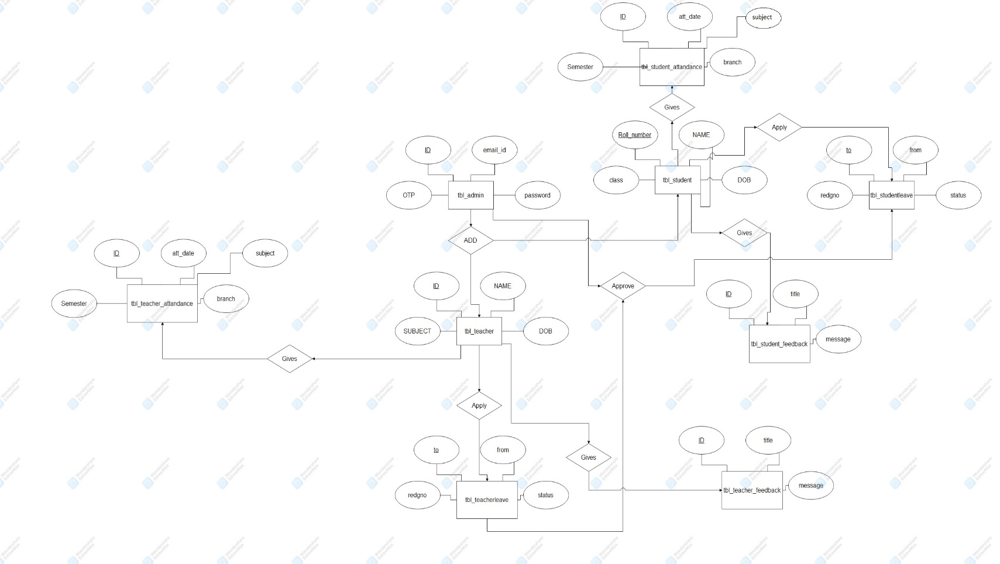 ID
att_date
subject
Semester
tbl_student_attandance
branch
Gives
Roll_number
NAME
Apply
ID
email_id
to
from
class
tbl_student
DOB
OTP
tbl_admin
password
redgno
tbl_studentleave
status
ADD
Gives
ID
att_date
subject
ID
NAME
Approve
ID
title
Semester
tbl_teacher_attandance
branch
SUBJECT
tbl_teacher
DOB
tbl_student_feedback
message
Gives
Apply
to
from
Gives
ID
title
redgno
tbl_teacherleave
status
tbl_teacher_feedback
message
Wondershare
EdrawMax